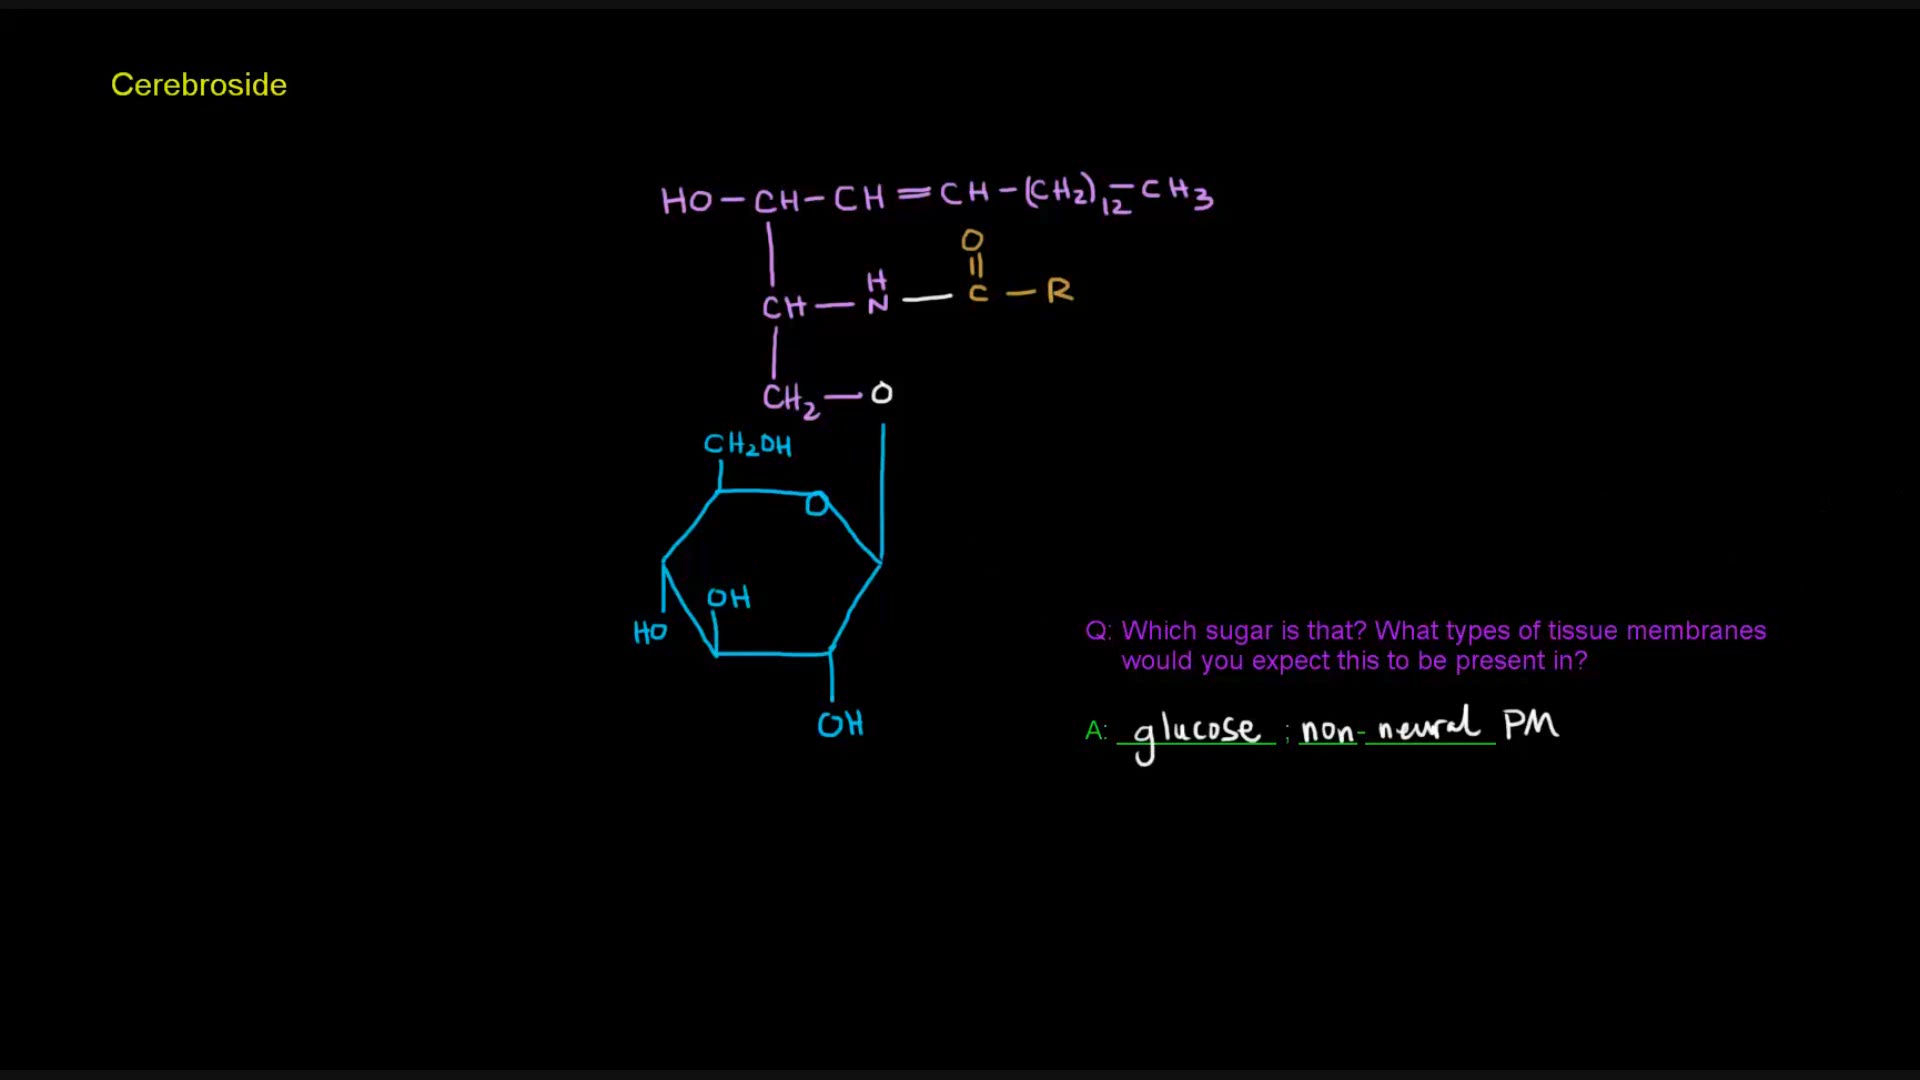 Cerebroside
HO-CH-CH=CH-(CH2)12-CH3
O
CH-N-C-R
H
CH2-O
CH2OH
O
OH
HO
OH
Q: Which sugar is that? What types of tissue membranes
would you expect this to be present in?
A: glucose ; non-neural PM